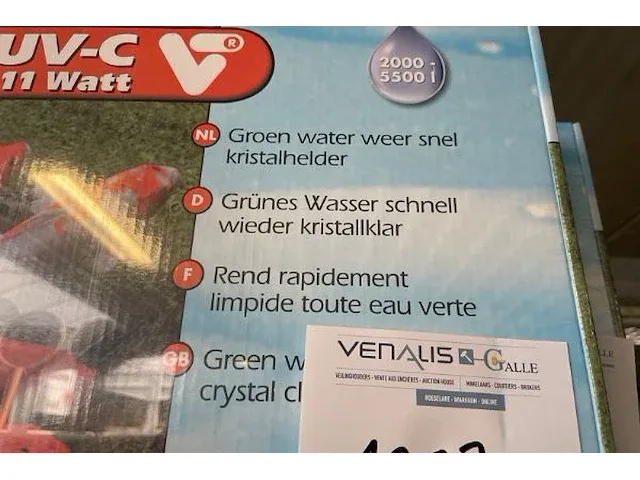 UV-C
11 Watt
V®
2000 -
5500 l
NL Groen water weer snel
kristalhelder
D Grünes Wasser schnell
wieder kristallklar
F Rend rapidement
limpide toute eau verte
GB Green w
crystal cl
VENALIS GALLE
VEILINGHOUDERS - VENTE AUX ENCHÈRES - AUCTION HOUSE | MAKELAARS - COURTIERS - BROKERS
ROESELARE - WAARDON - ONLINE